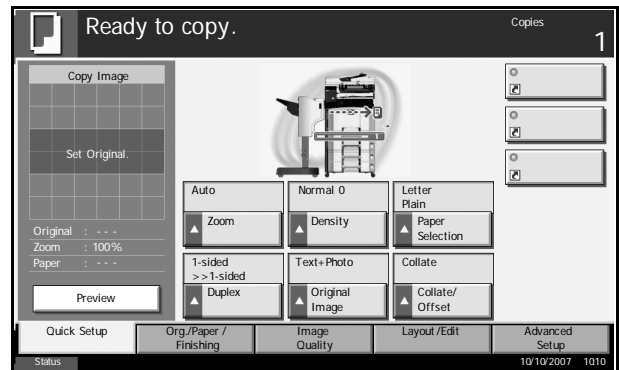 Ready to copy.
Copies
1
Copy Image
Set Original.
Original : - - -
Zoom : 100%
Paper : - - -
Preview
Auto
Zoom
Normal 0
Density
Letter
Plain
Paper
Selection
1-sided
>>1-sided
Duplex
Text+Photo
Original
Image
Collate
Collate/
Offset
Quick Setup
Org./Paper /
Finishing
Image
Quality
Layout/Edit
Advanced
Setup
Status
10/10/2007 1010